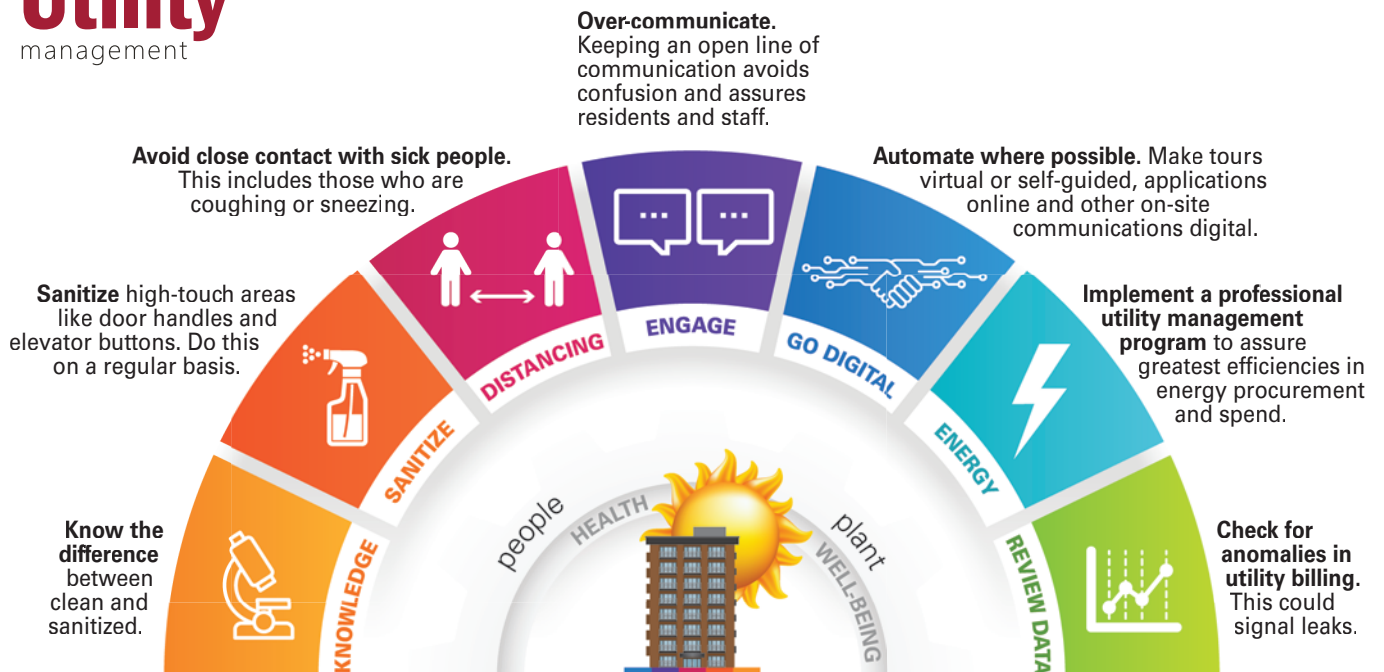 Utility
management
Over-communicate.
Keeping an open line of
communication avoids
confusion and assures
residents and staff.
Avoid close contact with sick people.
This includes those who are
coughing or sneezing.
Automate where possible. Make tours
virtual or self-guided, applications
online and other on-site
communications digital.
Sanitize high-touch areas
like door handles and
elevator buttons. Do this
on a regular basis.
Implement a professional
utility management
program to assure
greatest efficiencies in
energy procurement
and spend.
Know the
difference
between
clean and
sanitized.
Check for
anomalies in
utility billing.
This could
signal leaks.
KNOWLEDGE
SANITIZE
DISTANCING
ENGAGE
GO DIGITAL
ENERGY
REVIEW DATA
people
HEALTH
plant
WELL-BEING